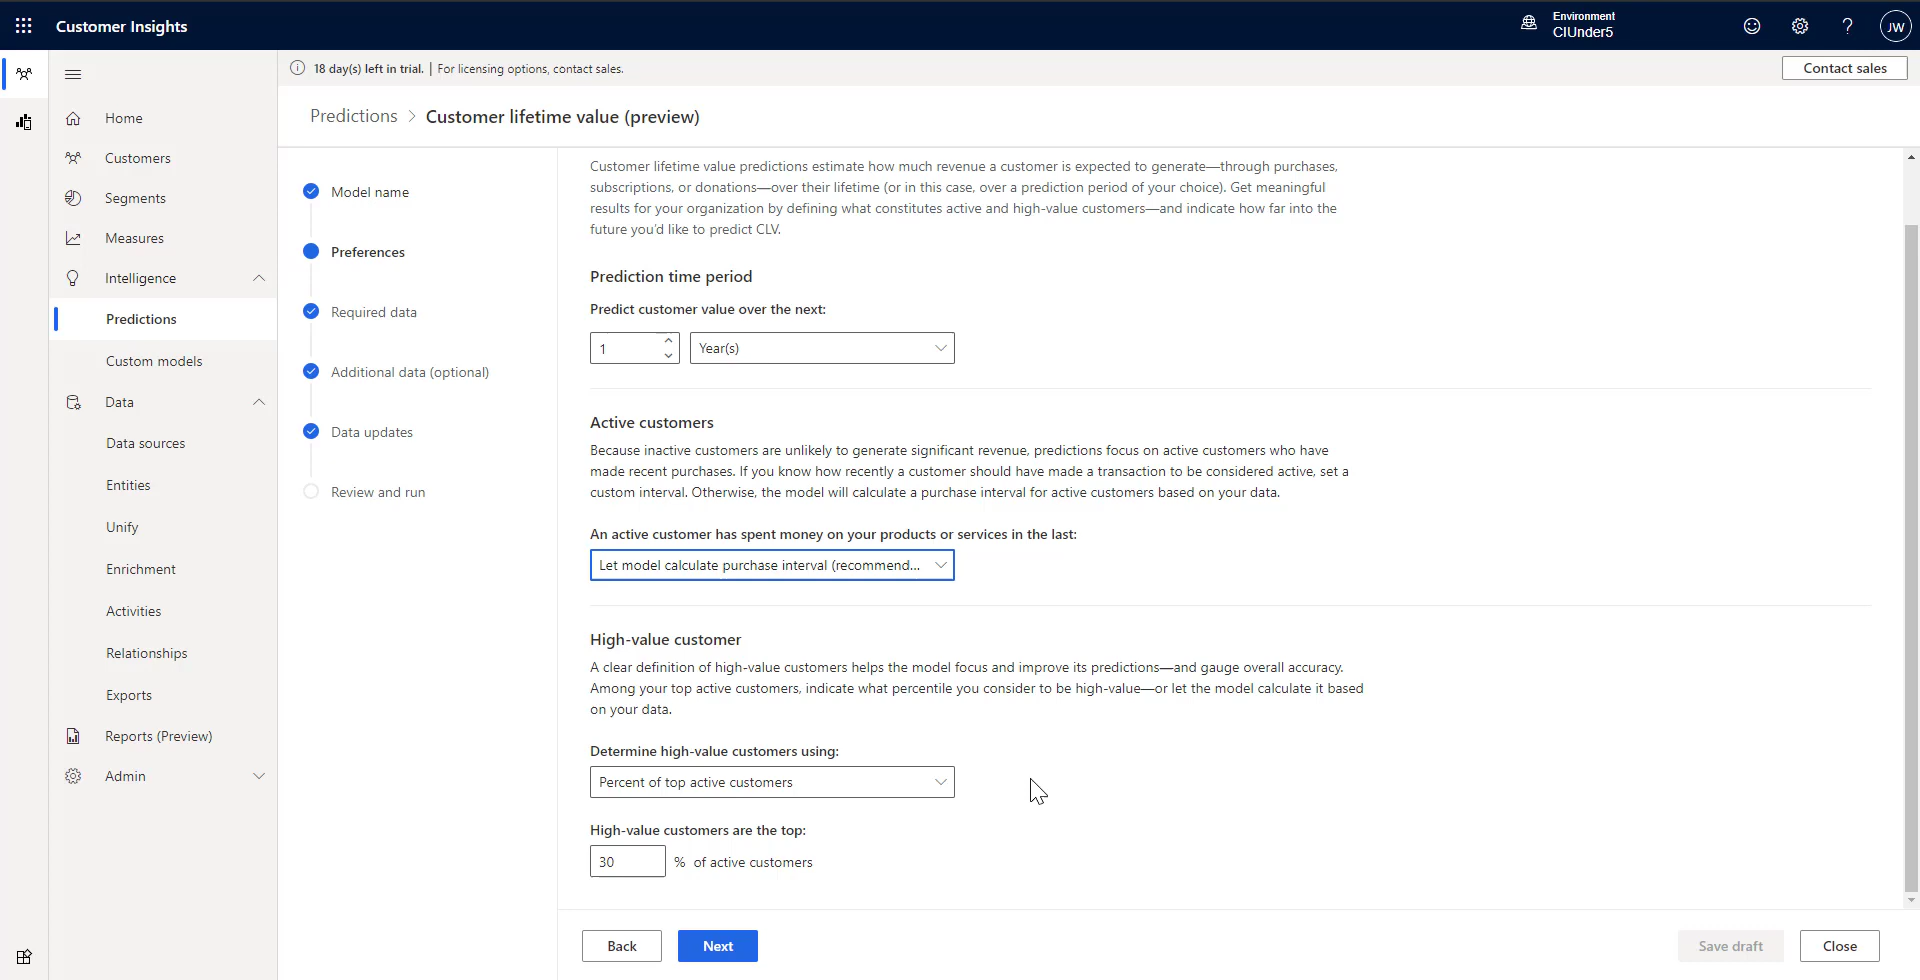 Customer Insights
Environment
CIUnder5
?
JW
18 day(s) left in trial. | For licensing options, contact sales.
Contact sales
Home
Customers
Segments
Measures
Intelligence
Predictions
Custom models
Data
Data sources
Entities
Unify
Enrichment
Activities
Relationships
Exports
Reports (Preview)
Admin
Predictions > Customer lifetime value (preview)
Model name
Preferences
Required data
Additional data (optional)
Data updates
Review and run
Customer lifetime value predictions estimate how much revenue a customer is expected to generate—through purchases,
subscriptions, or donations—over their lifetime (or in this case, over a prediction period of your choice). Get meaningful
results for your organization by defining what constitutes active and high-value customers—and indicate how far into the
future you'd like to predict CLV.
Prediction time period
Predict customer value over the next:
1 Year(s)
Active customers
Because inactive customers are unlikely to generate significant revenue, predictions focus on active customers who have
made recent purchases. If you know how recently a customer should have made a transaction to be considered active, set a
custom interval. Otherwise, the model will calculate a purchase interval for active customers based on your data.
An active customer has spent money on your products or services in the last:
Let model calculate purchase interval (recommend...
High-value customer
A clear definition of high-value customers helps the model focus and improve its predictions—and gauge overall accuracy.
Among your top active customers, indicate what percentile you consider to be high-value—or let the model calculate it based
on your data.
Determine high-value customers using:
Percent of top active customers
High-value customers are the top:
30 % of active customers
Back
Next
Save draft
Close